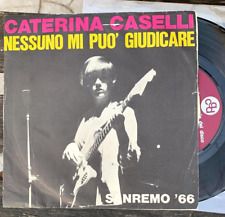 CATERINA CASELLI
NESSUNO MI PUO' GIUDICARE
SANREMO '66